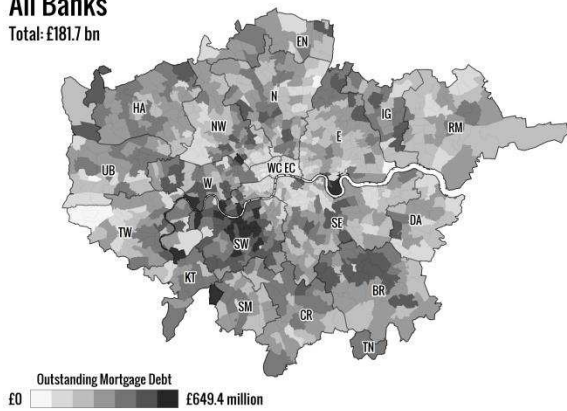 All Banks
Total: £181.7 bn
EN
HA
N
NW
IG
RM
E
UB
WC EC
W
TW
SW
SE
DA
KT
SM
CR
BR
TN
Outstanding Mortgage Debt
£0
£649.4 million